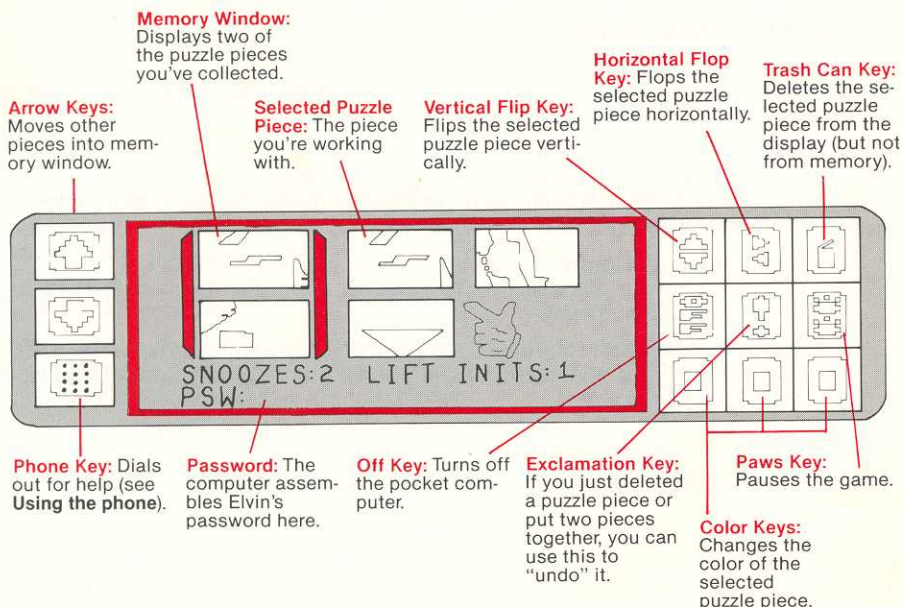 Memory Window:
Displays two of
the puzzle pieces
you've collected.
Horizontal Flop
Key: Flops the
selected puzzle
piece horizontally.
Trash Can Key:
Deletes the se-
lected puzzle
piece from the
display (but not
from memory).
Arrow Keys:
Moves other
pieces into mem-
ory window.
Selected Puzzle
Piece: The piece
you're working
with.
Vertical Flip Key:
Flips the selected
puzzle piece verti-
cally.
SNOOZES:2 LIFT INITS:1
PSW:
Phone Key: Dials
out for help (see
Using the phone).
Password: The
computer assem-
bles Elvin's
password here.
Off Key: Turns off
the pocket com-
puter.
Exclamation Key:
If you just deleted
a puzzle piece or
put two pieces
together, you can
use this to
"undo" it.
Paws Key:
Pauses the game.
Color Keys:
Changes the
color of the
selected
puzzle piece.